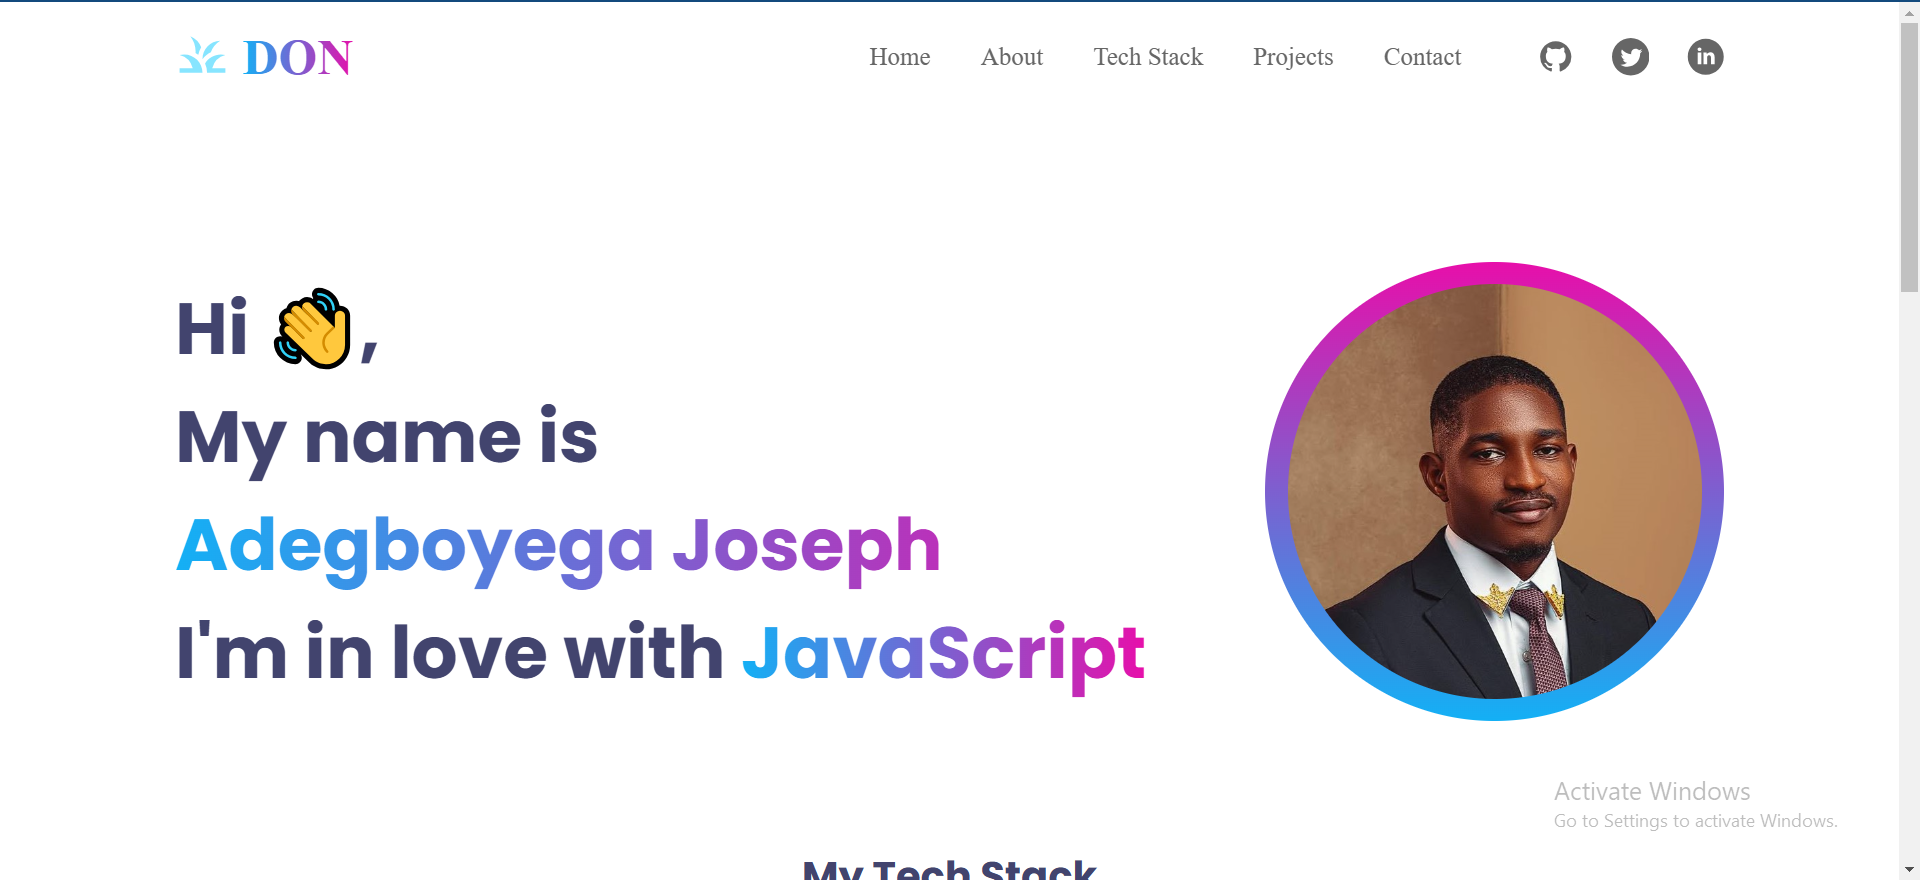 DON
Home About Tech Stack Projects Contact
Hi 👋,
My name is
Adegboyega Joseph
I'm in love with JavaScript
Activate Windows
Go to Settings to activate Windows.
My Tech Stack